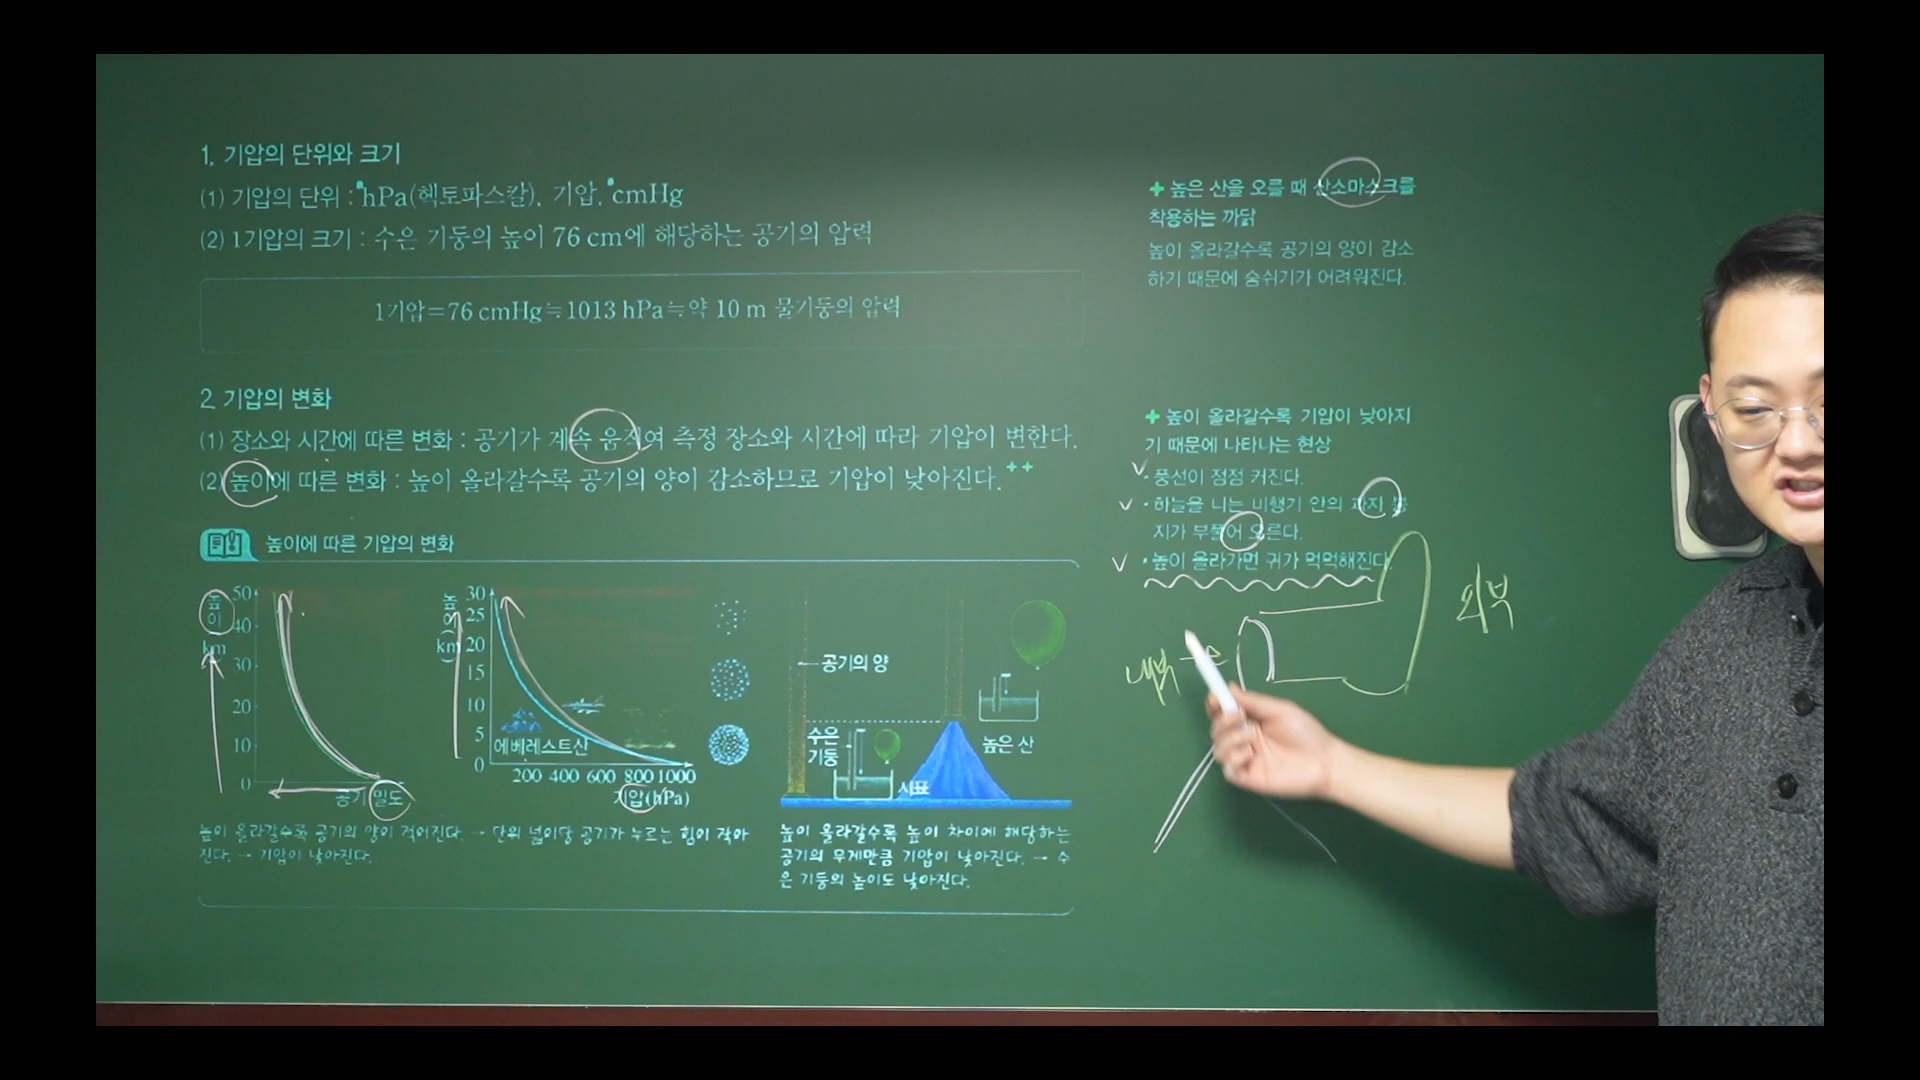 1. 기압의 단위와 크기
(1) 기압의 단위 : hPa(헥토파스칼), 기압, cmHg
(2) 1기압의 크기 : 수은 기둥의 높이 76 cm에 해당하는 공기의 압력
1기압=76 cmHg≒1013 hPa≒약 10 m 물기둥의 압력
2. 기압의 변화
(1) 장소와 시간에 따른 변화 : 공기가 계속 움직여 측정 장소와 시간에 따라 기압이 변한다.
(2) 높이에 따른 변화 : 높이 올라갈수록 공기의 양이 감소하므로 기압이 낮아진다.++
높이에 따른 기압의 변화
높이
km
50
40
30
20
10
0
공기 밀도
높이
(km)
30
25
20
15
10
5
0
에베레스트산
200 400 600 800 1000
기압(hPa)
높이 올라갈수록 공기의 양이 적어진다. → 단위 넓이당 공기가 누르는 힘이 작아
진다. → 기압이 낮아진다.
공기의 양
수은
기둥
지표
높은 산
높이 올라갈수록 높이 차이에 해당하는
공기의 무게만큼 기압이 낮아진다. → 수
은 기둥의 높이도 낮아진다.
+ 높은 산을 오를 때 산소마스크를
착용하는 까닭
높이 올라갈수록 공기의 양이 감소
하기 때문에 숨쉬기가 어려워진다.
+ 높이 올라갈수록 기압이 낮아지
기 때문에 나타나는 현상
· 풍선이 점점 커진다.
· 하늘을 나는 비행기 안의 과자 봉
지가 부풀어 오른다.
· 높이 올라가면 귀가 먹먹해진다.
외부
내부